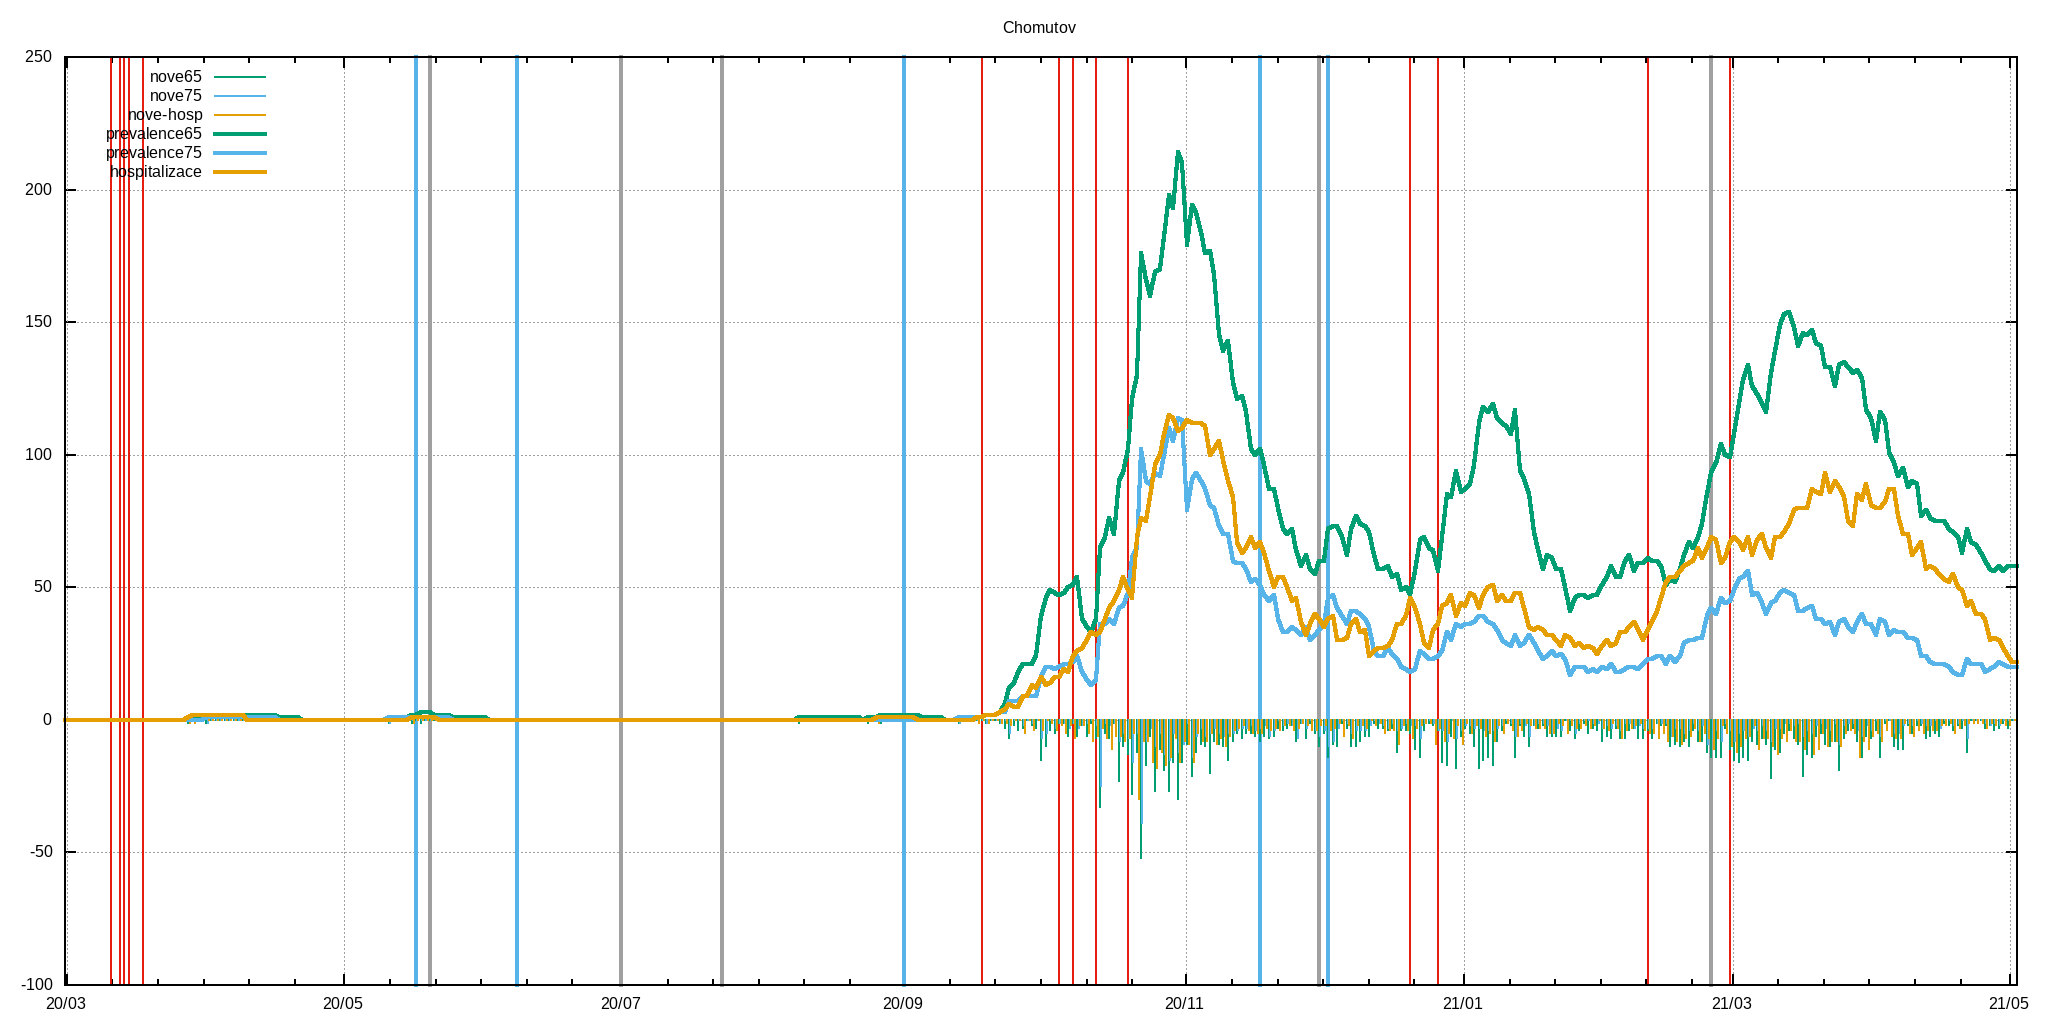 Chomutov
250
200
150
100
50
0
-50
-100
nove65
nove75
nove-hosp
prevalence65
prevalence75
hospitalizace
20/03 20/05 20/07 20/09 20/11 21/01 21/03 21/05